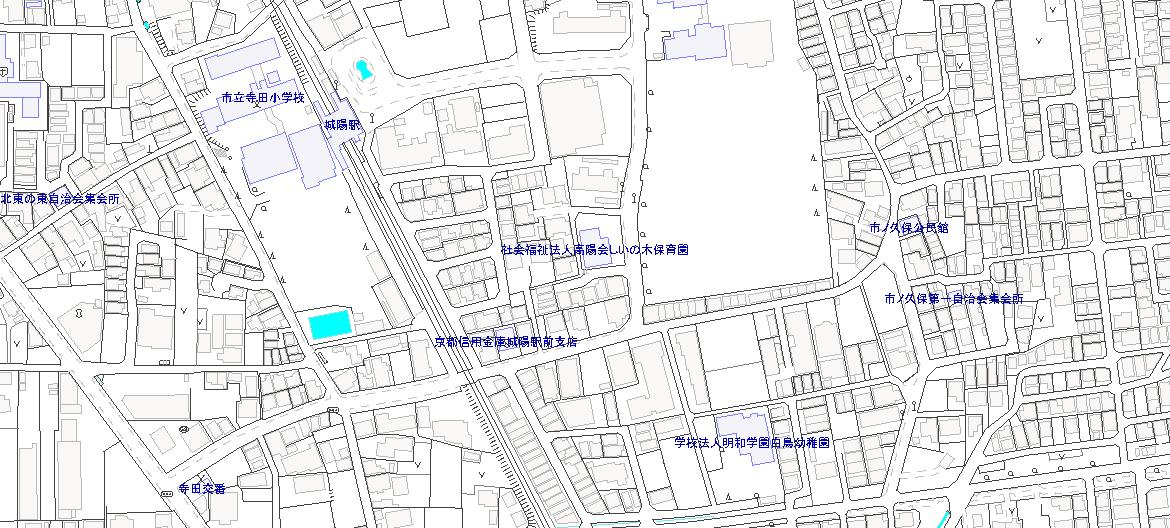 市立寺田小学校
城陽駅
北東の東自治会集会所
市ノ久保公民館
社会福祉法人南陽会しいの木保育園
市ノ久保第一自治会集会所
京都信用金庫城陽駅前支店
学校法人明和学園白鳥幼稚園
寺田交番